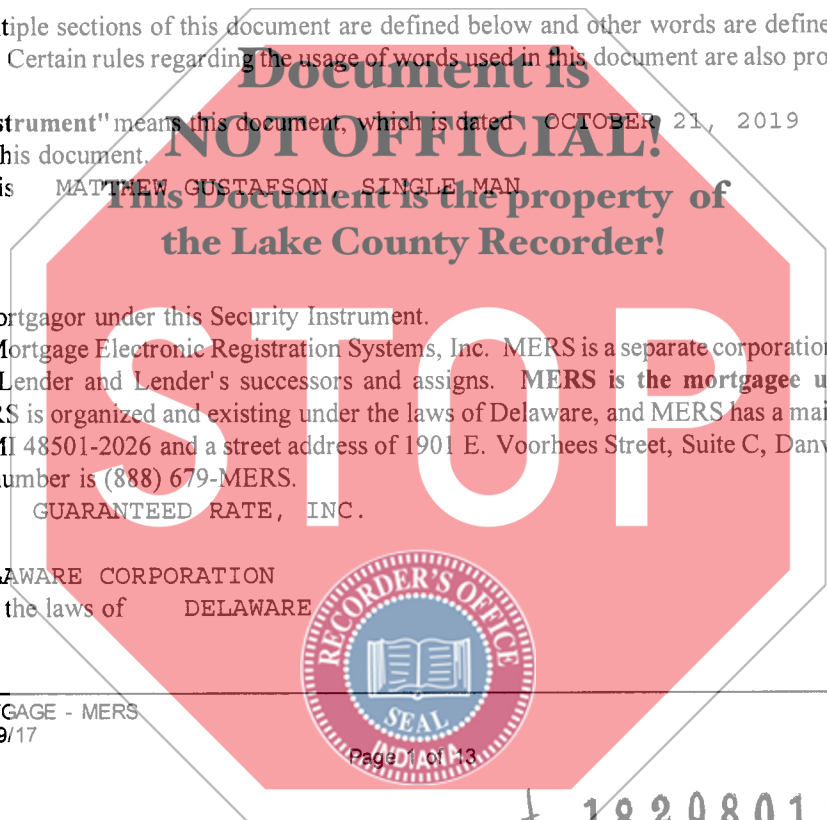 tiple sections of this document are defined below and other words are define
Certain rules regarding the usage of words used in this document are also pro
Document is
strument" means this document, which is dated OCTOBER 21, 2019
NOT OFFICIAL!
his document.
is MATTHEW GUSTAFSON, SINGLE MAN
This Document is the property of
the Lake County Recorder!
ortgagor under this Security Instrument.
Mortgage Electronic Registration Systems, Inc. MERS is a separate corporation
Lender and Lender's successors and assigns. MERS is the mortgagee u
RS is organized and existing under the laws of Delaware, and MERS has a mai
MI 48501-2026 and a street address of 1901 E. Voorhees Street, Suite C, Danv
umber is (888) 679-MERS.
STOP
GUARANTEED RATE, INC.
LAWARE CORPORATION
the laws of DELAWARE
RECORDER'S OFFICE
SEAL
INDIANA
GAGE - MERS
9/17
Page 1 of 13
1820801